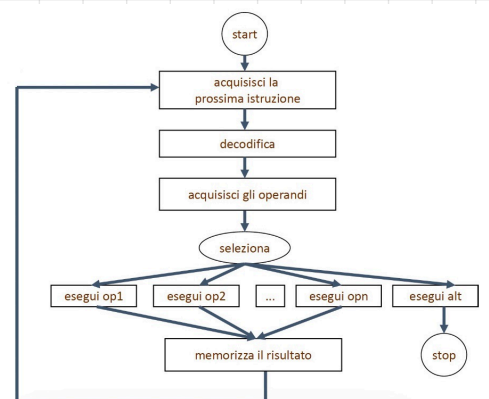 start
acquisisci la
prossima istruzione
decodifica
acquisisci gli operandi
seleziona
esegui op1
esegui op2
...
esegui opn
esegui alt
memorizza il risultato
stop